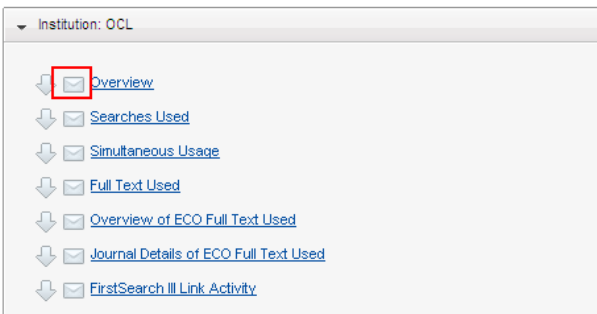 Institution: OCL
Overview
Searches Used
Simultaneous Usage
Full Text Used
Overview of ECO Full Text Used
Journal Details of ECO Full Text Used
FirstSearch III Link Activity